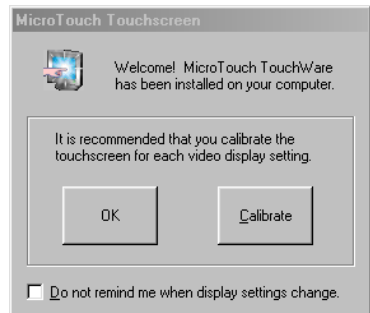 MicroTouch Touchscreen
Welcome! MicroTouch TouchWare
has been installed on your computer.
It is recommended that you calibrate the
touchscreen for each video display setting.
OK
Calibrate
Do not remind me when display settings change.